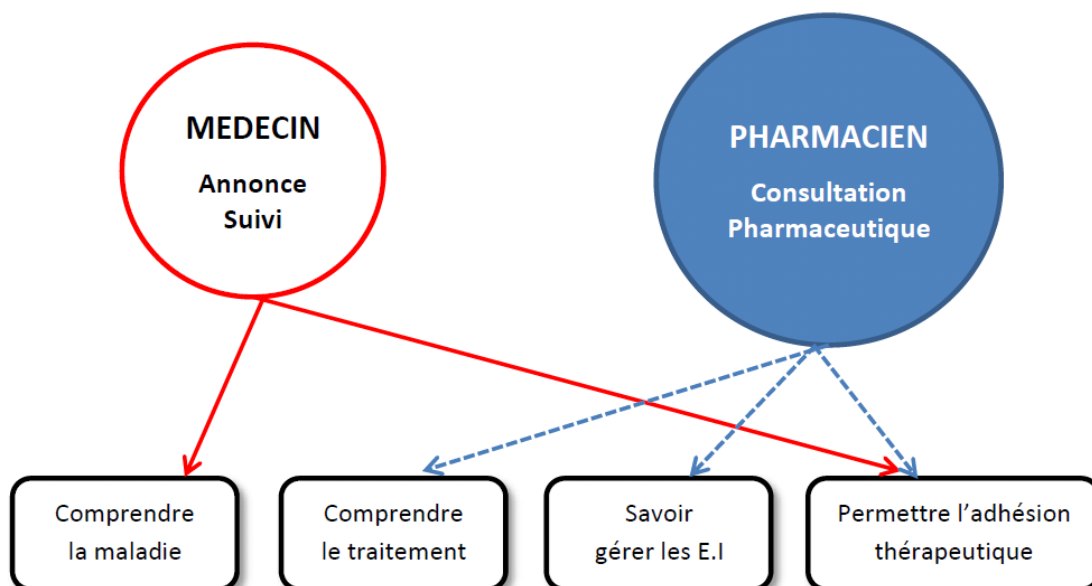 MEDECIN
Annonce
Suivi
PHARMACIEN
Consultation
Pharmaceutique
Comprendre
la maladie
Comprendre
le traitement
Savoir
gérer les E.I
Permettre l’adhésion
thérapeutique